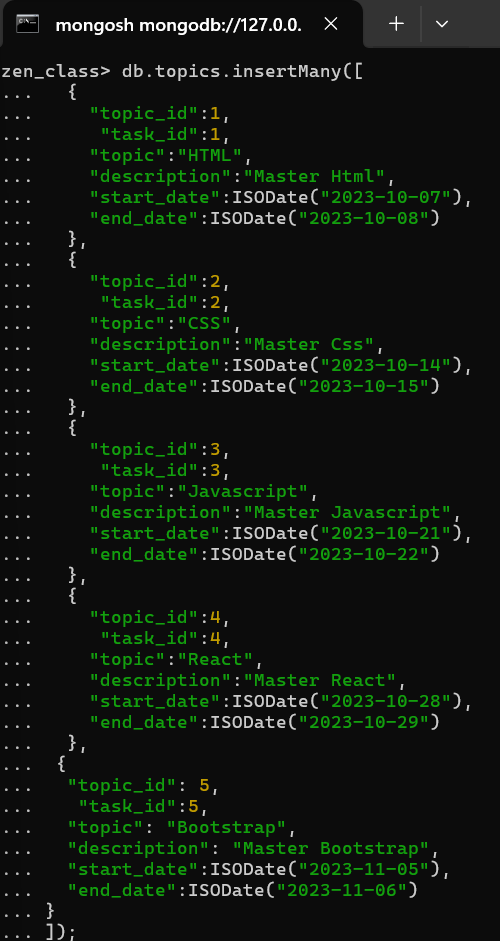 mongosh mongodb://127.0.0.
zen_class> db.topics.insertMany([
...   {
...     "topic_id":1,
...      "task_id":1,
...     "topic":"HTML",
...     "description":"Master Html",
...     "start_date":ISODate("2023-10-07"),
...     "end_date":ISODate("2023-10-08")
...   },
...   {
...     "topic_id":2,
...      "task_id":2,
...     "topic":"CSS",
...     "description":"Master Css",
...     "start_date":ISODate("2023-10-14"),
...     "end_date":ISODate("2023-10-15")
...   },
...   {
...     "topic_id":3,
...      "task_id":3,
...     "topic":"Javascript",
...     "description":"Master Javascript",
...     "start_date":ISODate("2023-10-21"),
...     "end_date":ISODate("2023-10-22")
...   },
...   {
...     "topic_id":4,
...      "task_id":4,
...     "topic":"React",
...     "description":"Master React",
...     "start_date":ISODate("2023-10-28"),
...     "end_date":ISODate("2023-10-29")
...   },
...  {
...   "topic_id": 5,
...    "task_id":5,
...   "topic": "Bootstrap",
...   "description": "Master Bootstrap",
...   "start_date":ISODate("2023-11-05"),
...   "end_date":ISODate("2023-11-06")
... }
... ]);